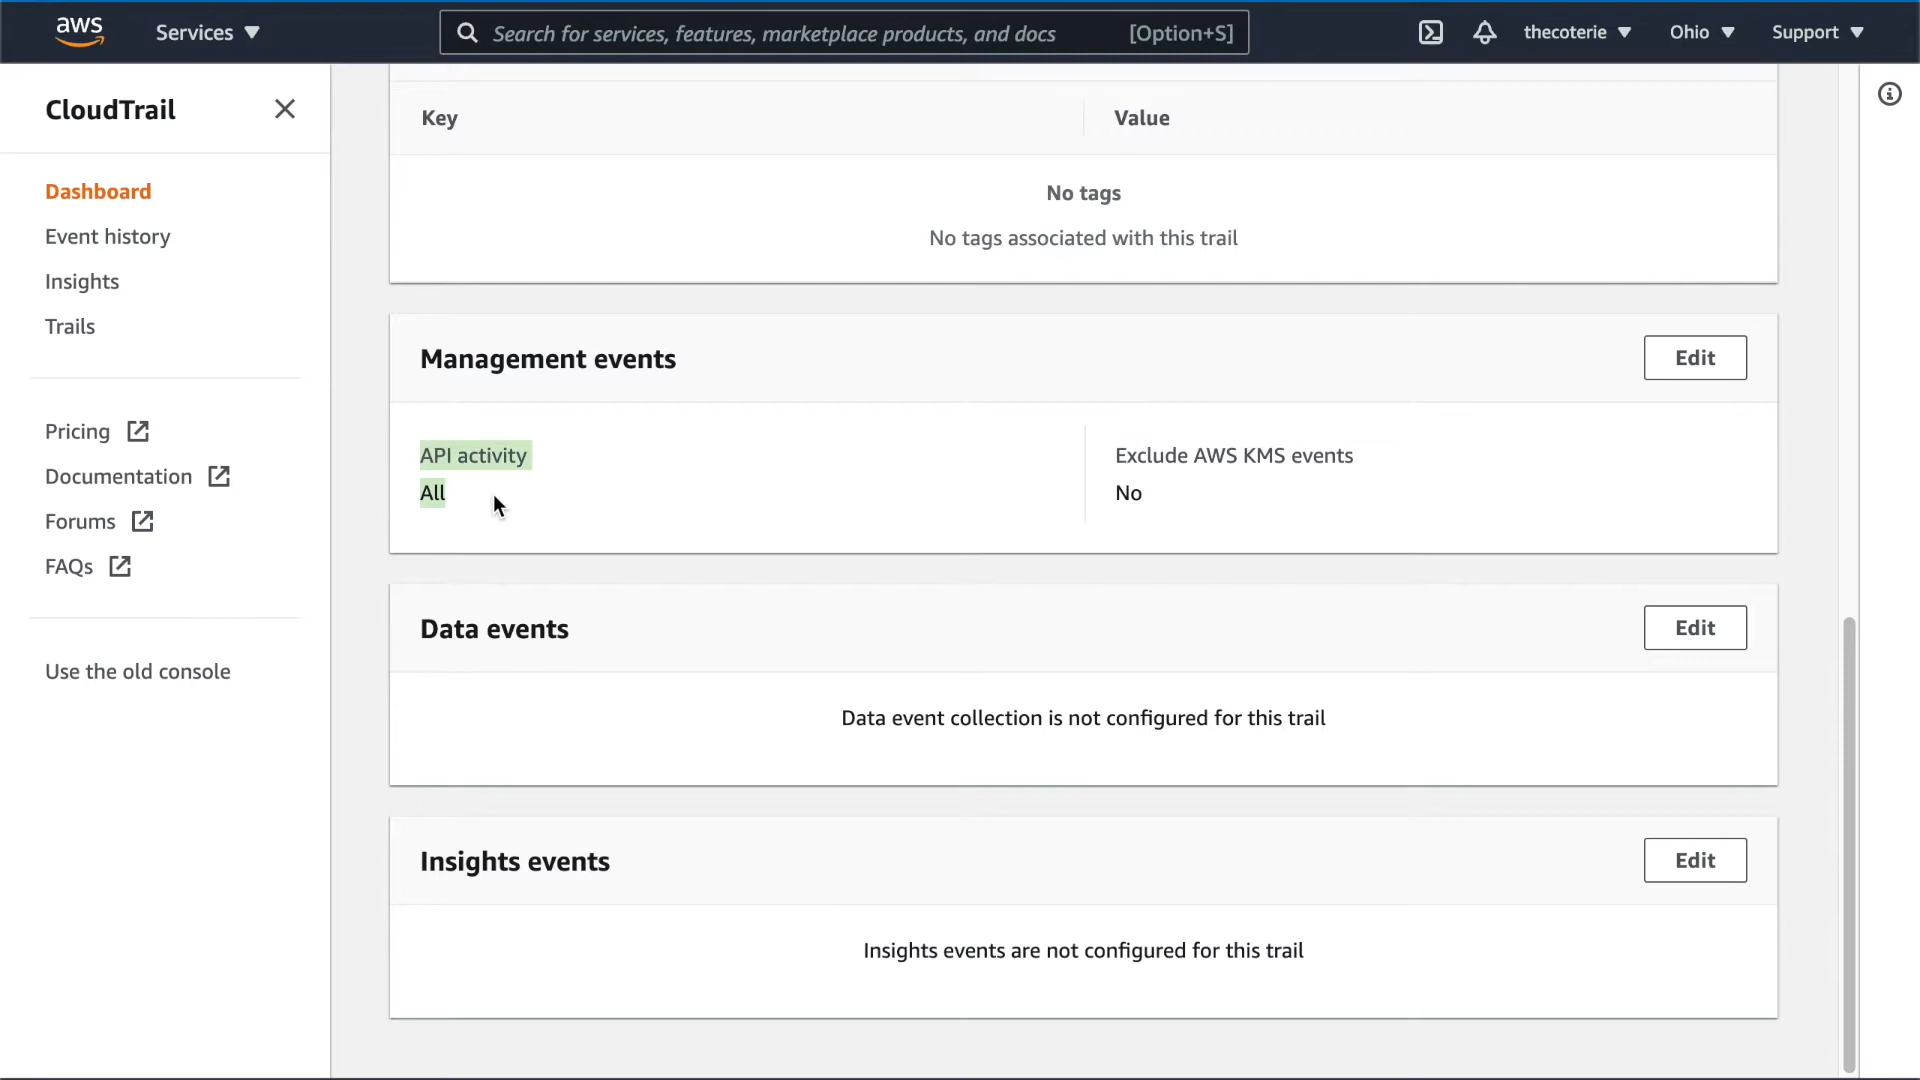 aws
Services
Search for services, features, marketplace products, and docs [Option+S]
thecoterie
Ohio
Support
CloudTrail
Dashboard
Event history
Insights
Trails
Pricing
Documentation
Forums
FAQs
Use the old console
Key
Value
No tags
No tags associated with this trail
Management events
Edit
API activity
All
Exclude AWS KMS events
No
Data events
Edit
Data event collection is not configured for this trail
Insights events
Edit
Insights events are not configured for this trail